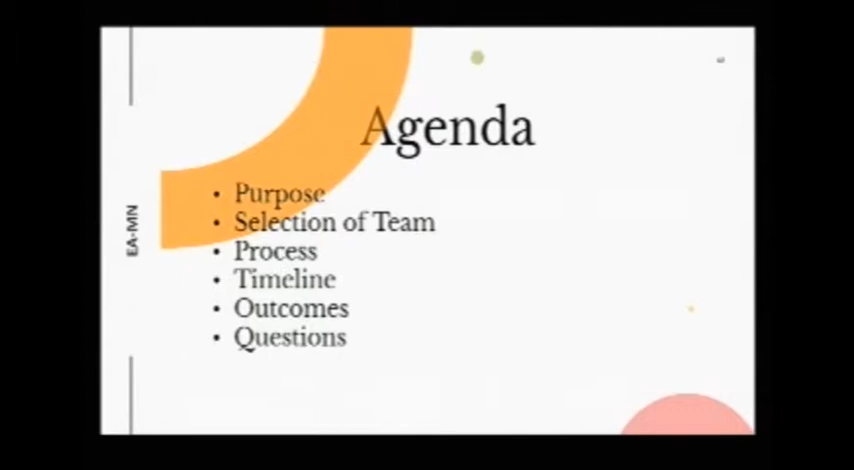 Agenda
• Purpose
• Selection of Team
• Process
• Timeline
• Outcomes
• Questions
EA-MN